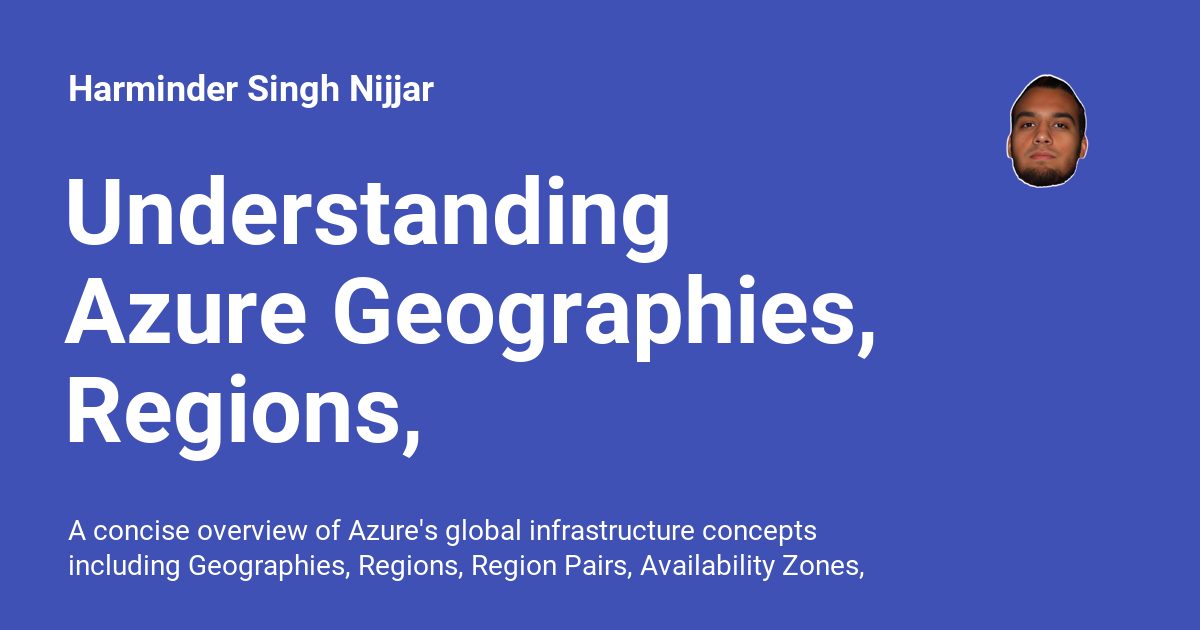 Harminder Singh Nijjar
Understanding
Azure Geographies,
Regions,
A concise overview of Azure's global infrastructure concepts
including Geographies, Regions, Region Pairs, Availability Zones,